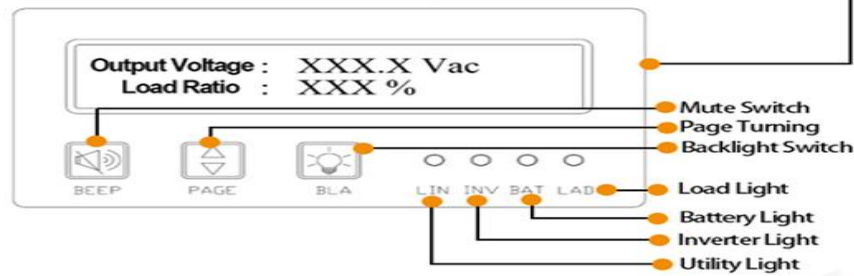 Output Voltage : XXX.X Vac
Load Ratio : XXX %
Mute Switch
Page Turning
Backlight Switch
BEEP PAGE BLA LIN INV BAT LAD
Load Light
Battery Light
Inverter Light
Utility Light